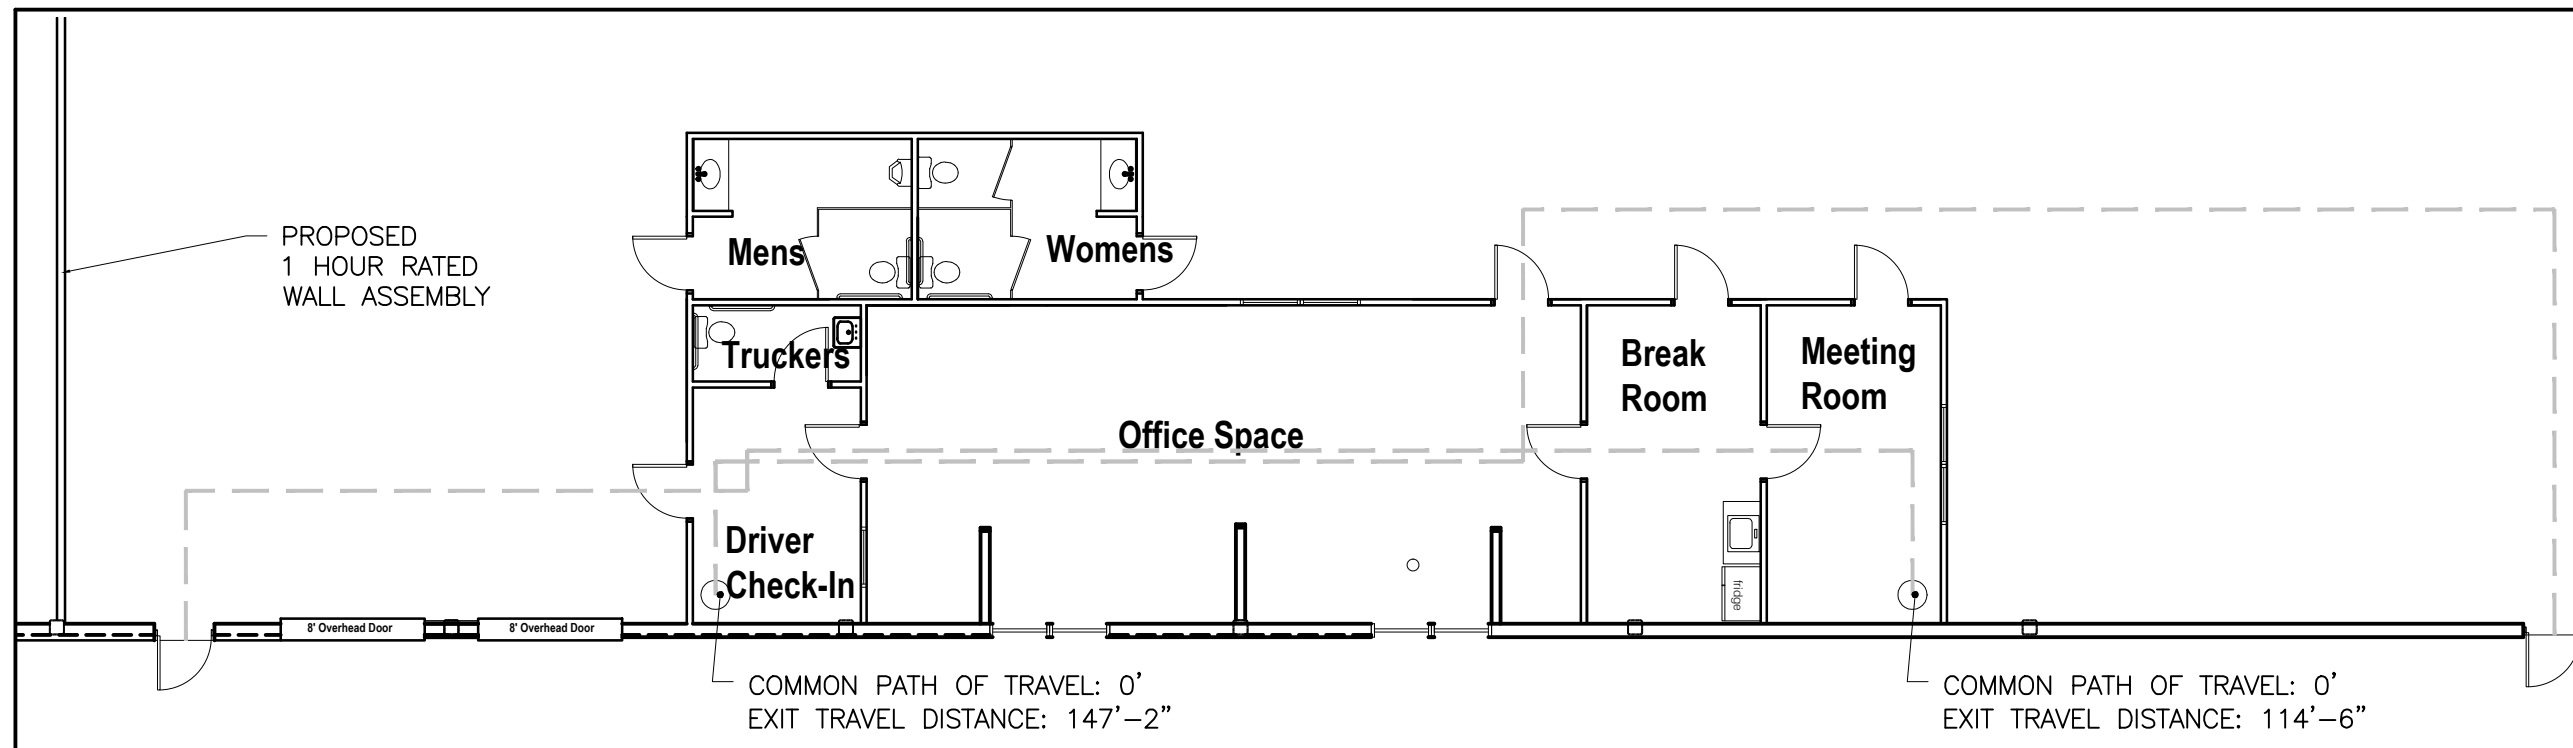 PROPOSED
1 HOUR RATED
WALL ASSEMBLY
Mens
Womens
Truckers
Break
Room
Meeting
Room
Office Space
Driver
Check-In
fridge
8' Overhead Door
8' Overhead Door
COMMON PATH OF TRAVEL: 0'
EXIT TRAVEL DISTANCE: 147'-2"
COMMON PATH OF TRAVEL: 0'
EXIT TRAVEL DISTANCE: 114'-6"